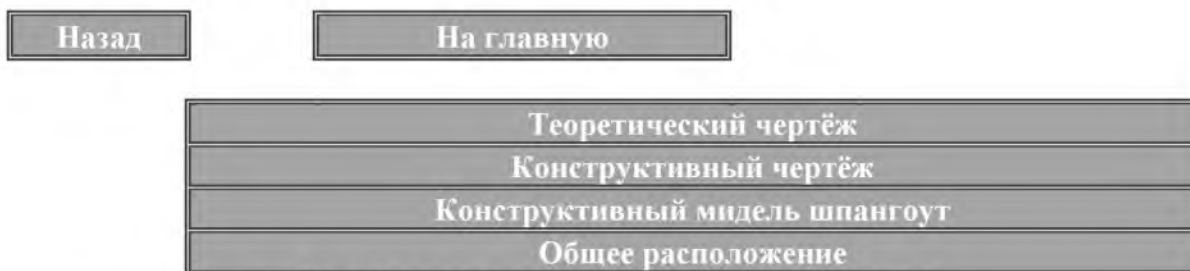 Назад
На главную
Теоретический чертёж
Конструктивный чертёж
Конструктивный мидель шпангоут
Общее расположение